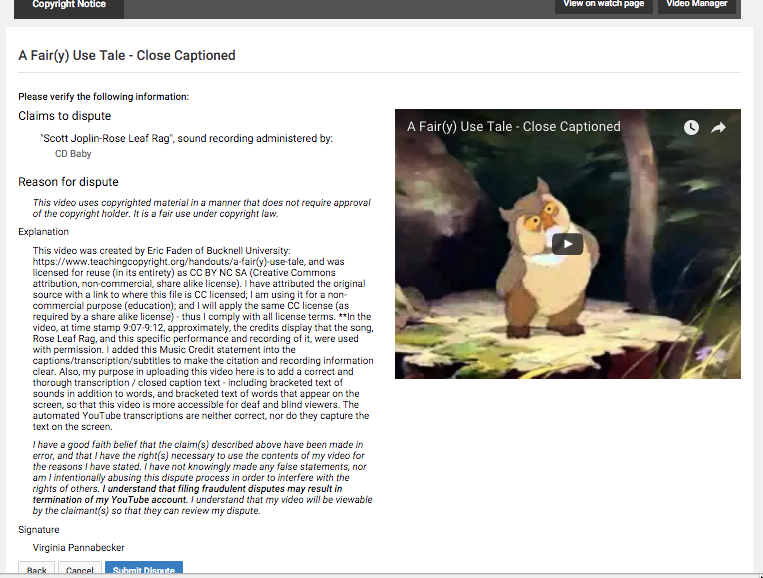 Copyright Notice
View on watch page
Video Manager
A Fair(y) Use Tale - Close Captioned
Please verify the following information:
Claims to dispute
"Scott Joplin-Rose Leaf Rag", sound recording administered by:
CD Baby
A Fair(y) Use Tale - Close Captioned
Reason for dispute
This video uses copyrighted material in a manner that does not require approval
of the copyright holder. It is a fair use under copyright law.
Explanation
This video was created by Eric Faden of Bucknell University:
https://www.teachingcopyright.org/handouts/a-fair(y)-use-tale, and was
licensed for reuse (in its entirety) as CC BY NC SA (Creative Commons
attribution, non-commercial, share alike license). I have attributed the original
source with a link to where this file is CC licensed; I am using it for a non-
commercial purpose (education); and I will apply the same CC license (as
required by a share alike license) - thus I comply with all license terms. **In the
video, at time stamp 9:07-9:12, approximately, the credits display that the song,
Rose Leaf Rag, and this specific performance and recording of it, were used
with permission. I added this Music Credit statement into the
captions/transcription/subtitles to make the citation and recording information
clear. Also, my purpose in uploading this video here is to add a correct and
thorough transcription / closed caption text - including bracketed text of
sounds in addition to words, and bracketed text of words that appear on the
screen, so that this video is more accessible for deaf and blind viewers. The
automated YouTube transcriptions are neither correct, nor do they capture the
text on the screen.
I have a good faith belief that the claim(s) described above have been made in
error, and that I have the right(s) necessary to use the contents of my video for
the reasons I have stated. I have not knowingly made any false statements, nor
am I intentionally abusing this dispute process in order to interfere with the
rights of others. I understand that filing fraudulent disputes may result in
termination of my YouTube account. I understand that my video will be viewable
by the claimant(s) so that they can review my dispute.
Signature
Virginia Pannabecker
Back
Cancel
Submit Dispute